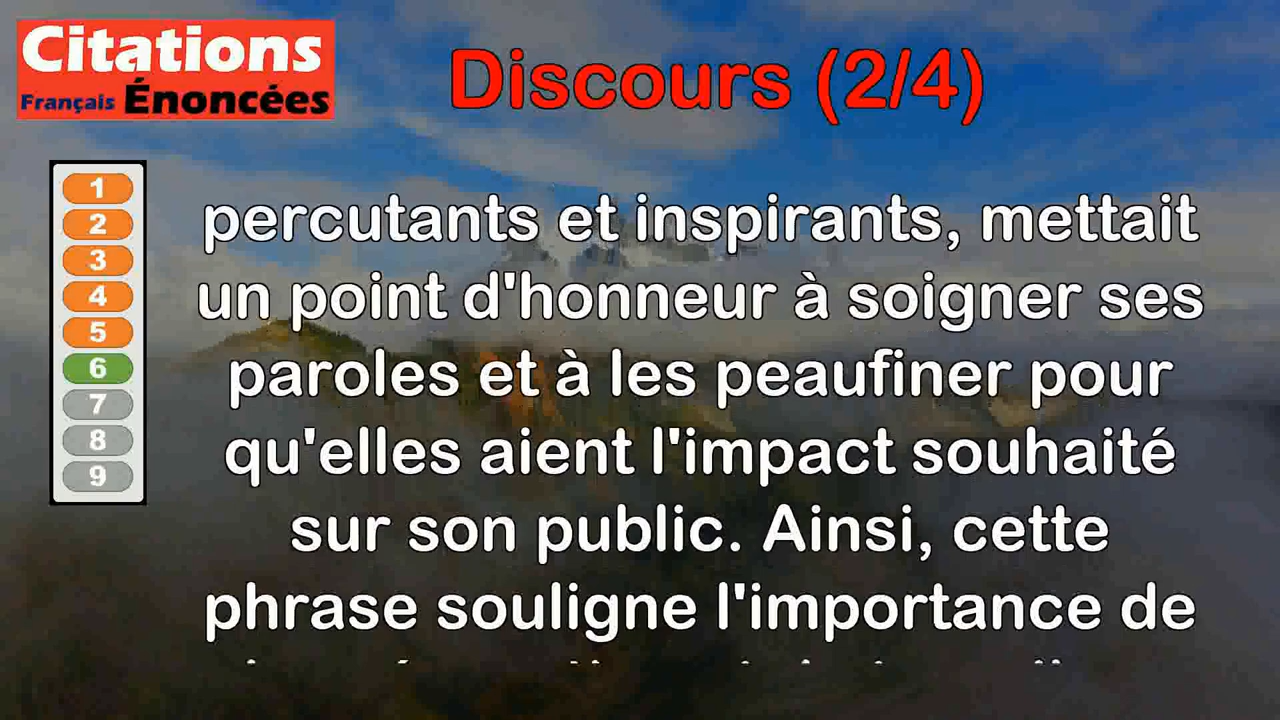 Citations
Français Énoncées
Discours (2/4)
1
2
3
4
5
6
7
8
9
percutants et inspirants, mettait
un point d'honneur à soigner ses
paroles et à les peaufiner pour
qu'elles aient l'impact souhaité
sur son public. Ainsi, cette
phrase souligne l'importance de